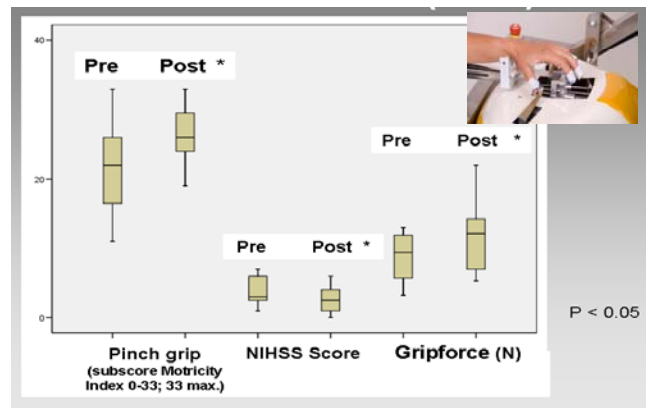 40
Pre Post *
Pre Post *
20
Pre Post *
P < 0.05
0
Pinch grip NIHSS Score Gripforce (N)
(subscore Motricity
Index 0-33; 33 max.)